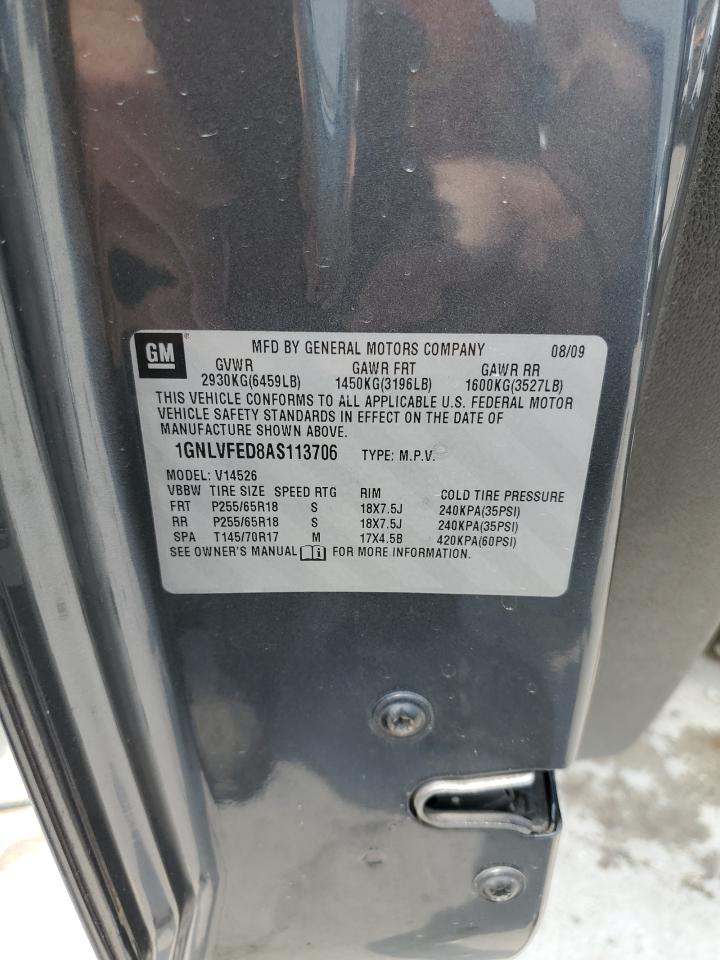 GM
MFD BY GENERAL MOTORS COMPANY 08/09
GVWR GAWR FRT GAWR RR
2930KG(6459LB) 1450KG(3196LB) 1600KG(3527LB)
THIS VEHICLE CONFORMS TO ALL APPLICABLE U.S. FEDERAL MOTOR
VEHICLE SAFETY STANDARDS IN EFFECT ON THE DATE OF
MANUFACTURE SHOWN ABOVE.
1GNLVFED8AS113706 TYPE: M.P.V.
MODEL: V14526
VBBW TIRE SIZE SPEED RTG RIM COLD TIRE PRESSURE
FRT P255/65R18 S 18X7.5J 240KPA(35PSI)
RR P255/65R18 S 18X7.5J 240KPA(35PSI)
SPA T145/70R17 M 17X4.5B 420KPA(60PSI)
SEE OWNER'S MANUAL i FOR MORE INFORMATION.